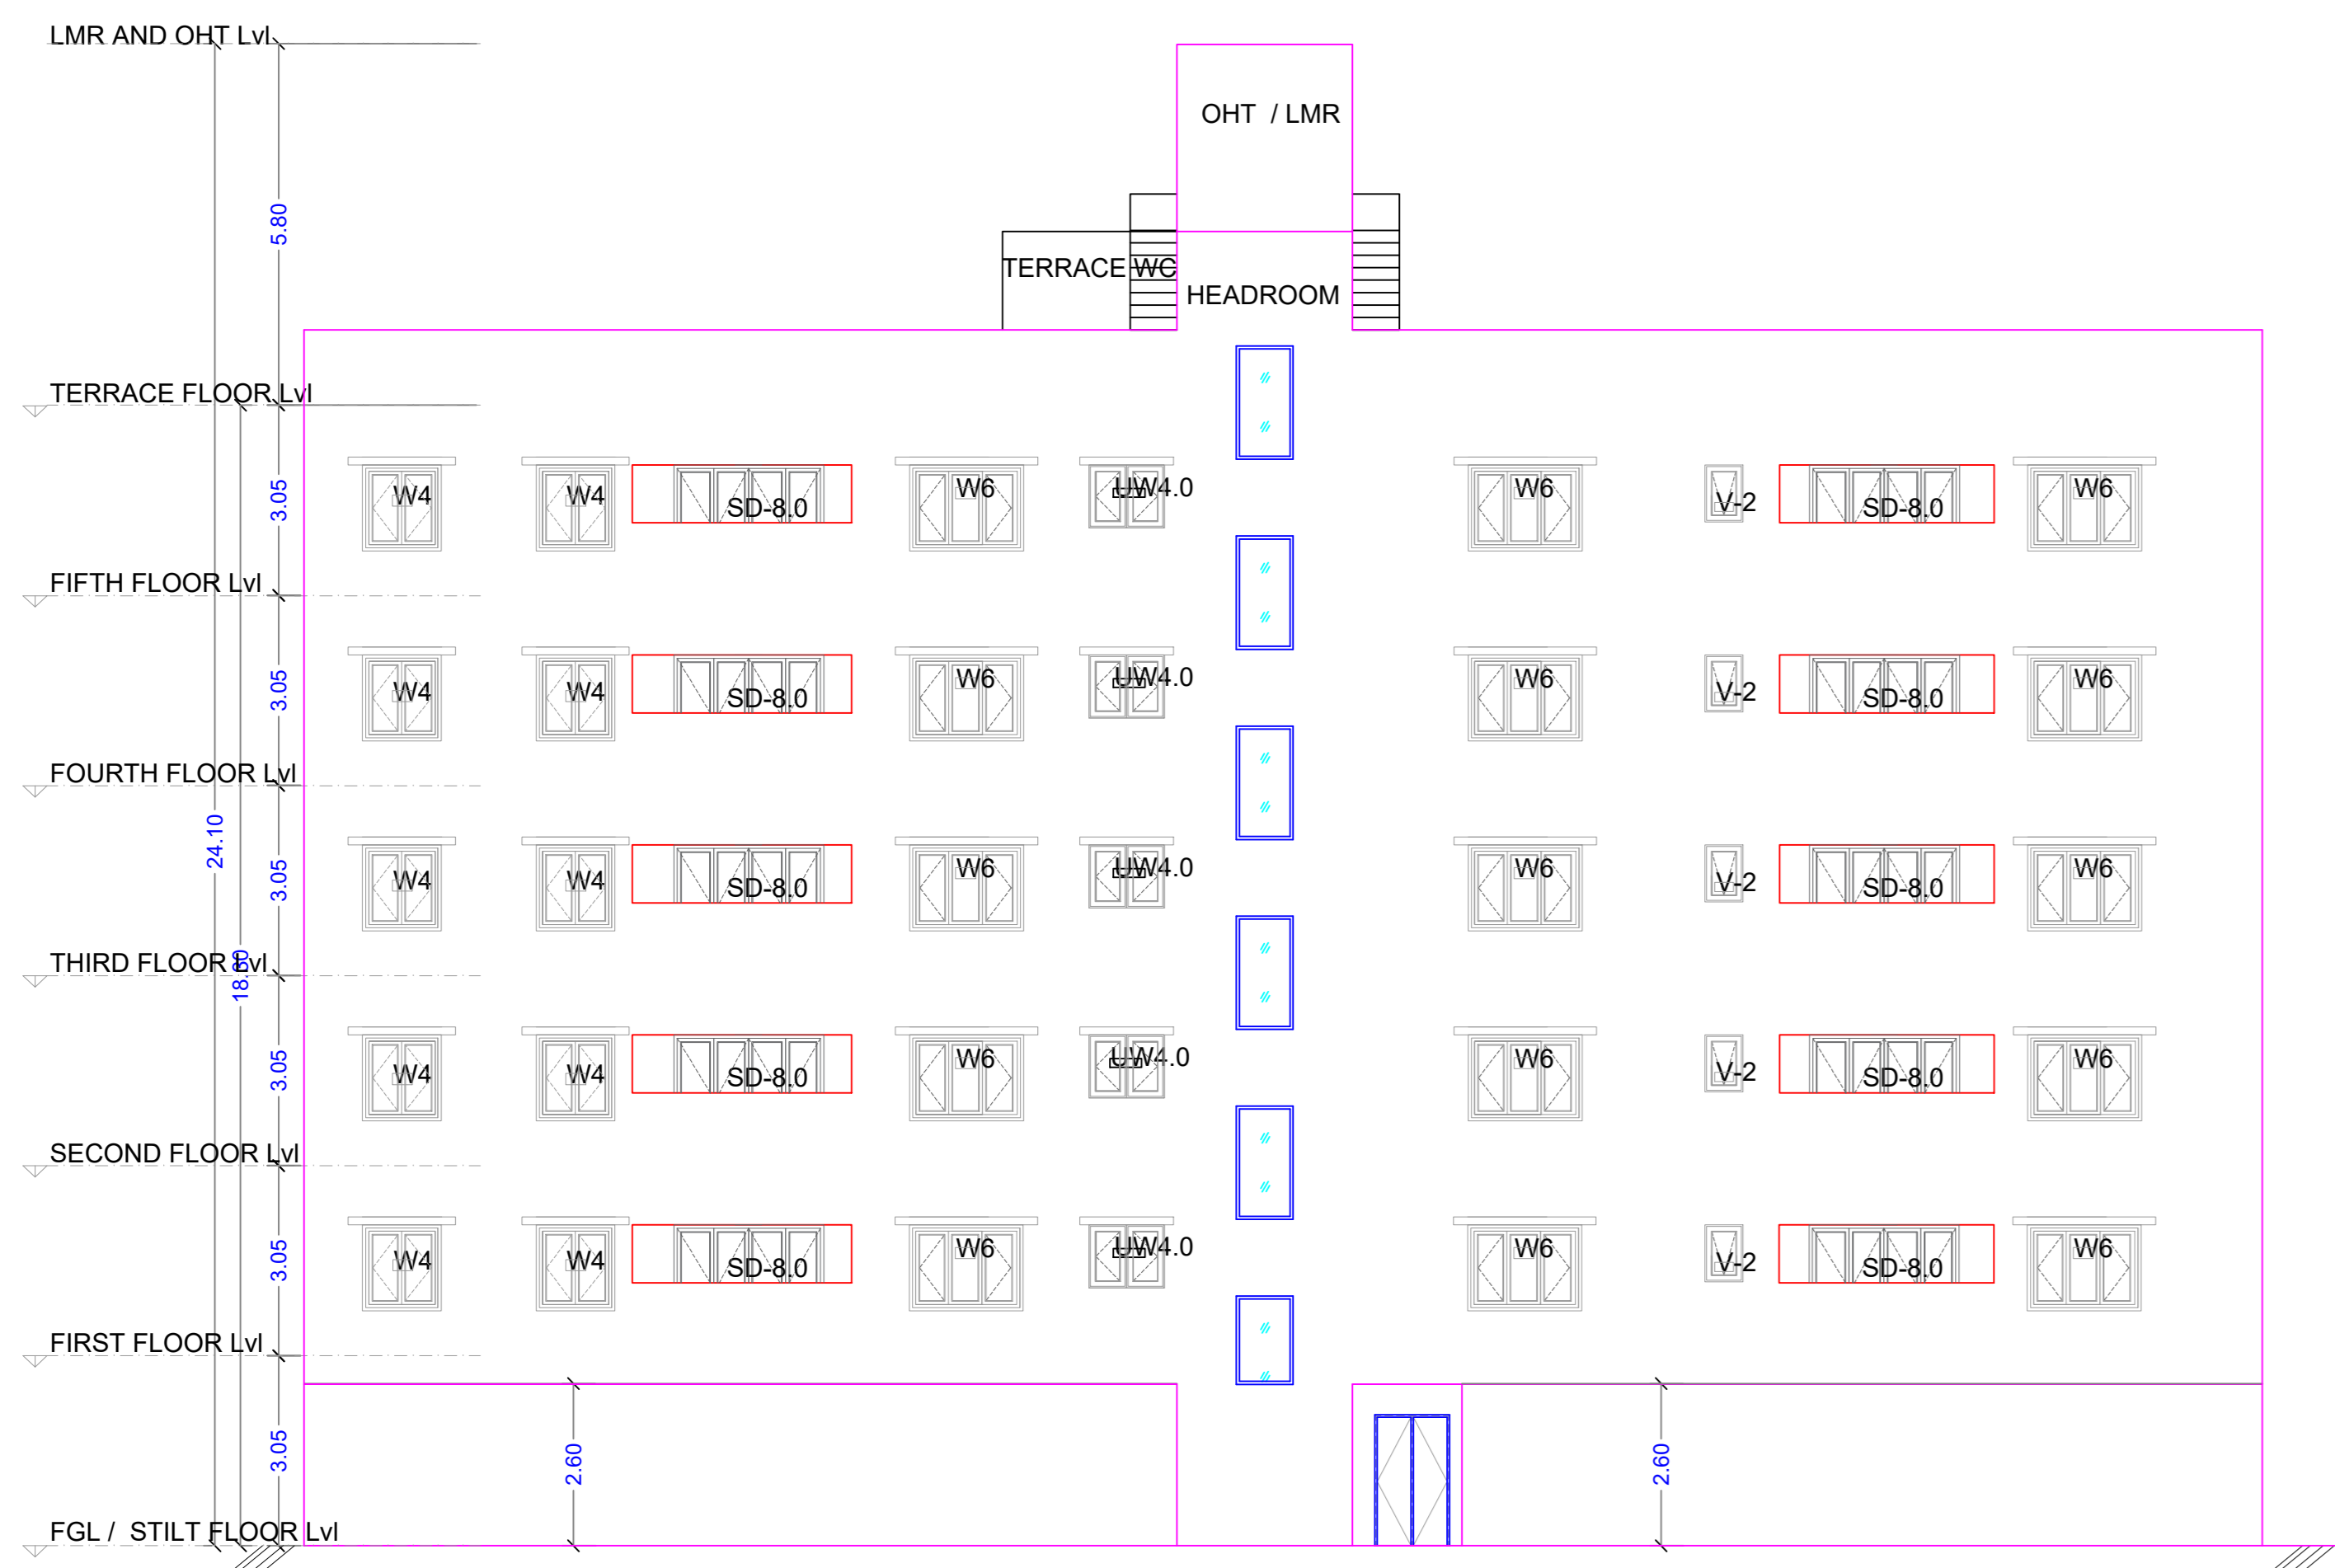 LMR AND OHT Lvl
OHT / LMR
5.80
TERRACE WC
HEADROOM
TERRACE FLOOR Lvl
W4 W4 SD-8.0 W6 UW4.0 W6 V-2 SD-8.0 W6
3.05
FIFTH FLOOR Lvl
W4 W4 SD-8.0 W6 UW4.0 W6 V-2 SD-8.0 W6
3.05
FOURTH FLOOR Lvl
24.10
W4 W4 SD-8.0 W6 UW4.0 W6 V-2 SD-8.0 W6
3.05
THIRD FLOOR Lvl
W4 W4 SD-8.0 W6 UW4.0 W6 V-2 SD-8.0 W6
3.05
SECOND FLOOR Lvl
W4 W4 SD-8.0 W6 UW4.0 W6 V-2 SD-8.0 W6
3.05
FIRST FLOOR Lvl
3.05
2.60
2.60
FGL / STILT FLOOR Lvl